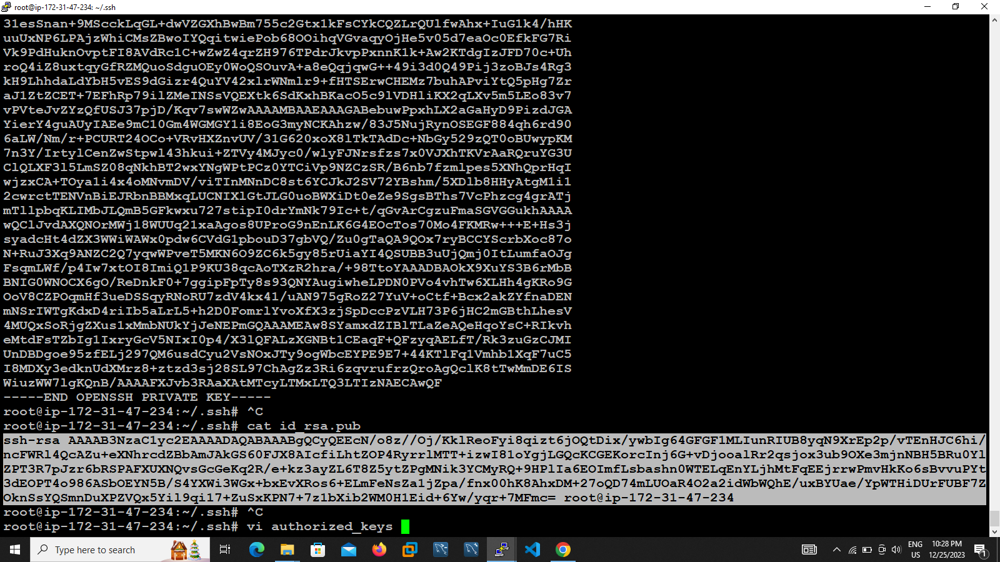 root@ip-172-31-47-234: ~/.ssh
31esSnan+9MScckLqGL+dwVZGXhBwBm755c2Gtx1kFsCYkCQZLrQUlfwAhx+IuG1k4/hHK
uuUxNP6LPAjzWhiCMsZBwoIYQqitwiePob68OOihqVGvaqyOjHe5v05d7eaOc0EfkFG7Ri
Vk9PdHuknOvptFI8AVdRc1C+wZwZ4qrZH976TPdrJkvpPxnnK1k+Aw2KTdgIzJFD70c+Uh
roQ4iZ8uxtqyGfRZMQuoSdguOEy0WoQSOuvA+a8eQqjqwG++49i3d0Q49Pij3zoBJs4Rg3
kH9LhhdaLdYbH5vES9dGizr4QuYV42xlrWNmlr9+fHTSErwCHEMz7buhAPviYtQ5pHg7Zr
aJ1ZtZCET+7EFhRp79ilZMeINSsVQEXtk6SdKxhBKacO5c9lVDHliKX2qLXv5m5LEo83v7
vPVteJvZYzQfUSJ37pjD/Kqv7swWZwAAAAMBAAEAAAGABebuwPpxhLX2aGaHyD9PizdJGA
YierY4guAUyIAEe9mC10Gm4WGMGY1i8EoG3myNCKAhzw/83J5NujRynOSEGF884qh6rd90
6aLW/Nm/r+PCURT24OCo+VRvHXZnvUV/31G620xoX8lTkTAdDc+NbGy529zQT0oBUwypKM
7n3Y/IrtylCenZwStpwl43hkui+ZTVy4MJyc0/wlyFJNrsfzs7x0VJXhTKVrAaRQruYG3U
ClQLXF3l5LmSZ08qNkhBT2wxYNgWPtPCz0YTCiVp9NZCzSR/B6nb7fzmlpes5XNhQprHqI
wjzxCA+TOya1i4x4oMNvmDV/viTInMNnDC8st6YCJkJ2SV72YBshm/5XDlb8HHyAtgM1i1
2cwrctTENVnBiEJRbnBBMxqLUCNIXlGtJLG0uoBWXiDt0eZe9SgsBThs7VcPhzcg4grATj
mTllpbqKLIMbJLQmB5GFkwxu727stipI0drYmNk79Ic+t/qGvArCgzuFmaSGVGGukhAAAA
wQClJvdAXQNOrMWj18WUUq21xaAgos8UProG9nEnLK6G4EOcTos70Mo4FKMRw+++E+Hs3j
syadcHt4dZX3WWiWAWx0pdw6CVdG1pbouD37gbVQ/Zu0gTaQA9QOx7ryBCCYScrbXoc87o
N+RuJ3Xq9ANZC2Q7yqwWPveT5MKN6O9ZC6k5gy85rUiaYI4QSUBB3uUjQmj0ItLumfaOJg
FsqmLWf/p4Iw7xtOI8ImiQ1P9KU38qcAoTXzR2hra/+98TtoYAAADBAOkX9XuYS3B6rMbB
BNIG0WNOCX6gO/ReDnkF0+7ggipFpTy8s93QNYAugiwheLPDN0PVo4vhTw6XLHh4gKRo9G
OoV8CZPOqmHf3ueDSSqyRNoRU7zdV4kx41/uAN975gRoZ27YuV+oCtf+Bcx2akZYfnaDEN
mNSrIWTgKdxD4riIb5aLrL5+h2D0FomrlYvoXfX3zjSpDccPzVLH73P6jHC2mGBthLhesV
4MUQxSoRjgZXus1xMmbNUkYjJeNEPmGQAAAMEAw8SYamxdZIBlTLaZeAQeHqoYsC+RIkvh
eMtdFsTZbIg1IxryGcV5NIxI0p4/X3lQFALzXGNBt1CEaqF+QFzyqAELfT/Rk3zuGzCJMI
UnDBDgoe95zfELj297QM6usdCyu2VsNOxJTy9ogWbcEYPE9E7+44KTlFq1Vmhb1XqF7uC5
I8MDXy3edknUdXMrz8+ztzd3sj28SL97ChAgZz3Ri6zqvrufrzQroAgQclK8tTwMmDE6IS
WiuzWW7lgKQnB/AAAAFXJvb3RAaXAtMTcyLTMxLTQ3LTIzNAECAwQF
-----END OPENSSH PRIVATE KEY-----
root@ip-172-31-47-234:~/.ssh# ^C
root@ip-172-31-47-234:~/.ssh# cat id_rsa.pub
ssh-rsa AAAAB3NzaC1yc2EAAAADAQABAAABgQCyQEEcN/o8z//Oj/KklReoFyi8qizt6jOQtDix/ywbIg64GFGF1MLIunRIUB8yqN9XrEp2p/vTEnHJC6hi/
ncFWRl4QcAZu+eXNhrcdZBbAmJAkGS60FJX8AIcfiLhtZOP4RyrrlMTT+izwI81oYgjLGQcKCGEKorcInj6G+vDjooalRr2qsjox3ub9OXe3mjnNBH5BRu0Yl
ZPT3R7pJzr6bRSPAFXUXNQvsGcGeKq2R/e+kz3ayZL6T8Z5ytZPgMNik3YCMyRQ+9HPlIa6EOImfLsbashn0WTELqEnYLjhMtFqEEjrrwPmvHkKo6sBvvuPYt
3dEOPT4o986ASbOEYN5B/S4YXWi3WGx+bxEvXRos6+ELmFeNsZa1jZpa/fnx00hK8AhxDM+27oQD74mLUOaR4O2a2idWbWQhE/uxBYUae/YpWTHiDUrFUBF7Z
OknSsYQSmnDuXPZVQx5Yil9qi17+ZuSxKPN7+7z1bXib2WM0H1Eid+6Yw/yqr+7MFmc= root@ip-172-31-47-234
root@ip-172-31-47-234:~/.ssh# ^C
root@ip-172-31-47-234:~/.ssh# vi authorized_keys
Type here to search
ENG
US
10:28 PM
12/25/2023
1